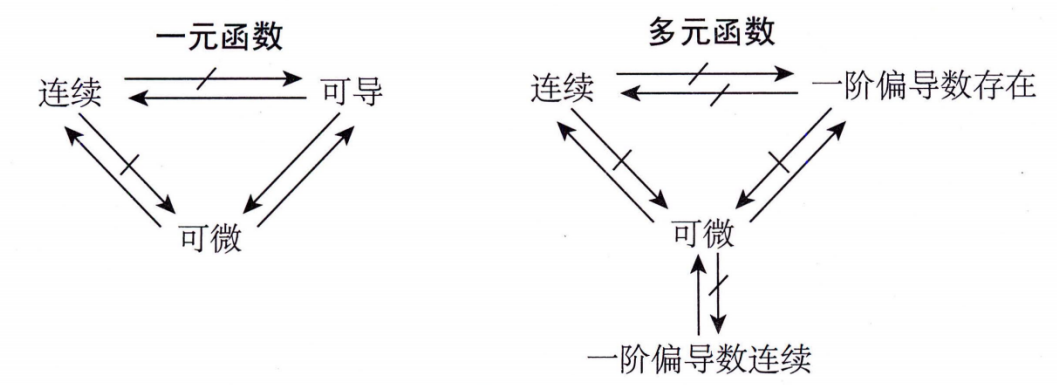 一元函数
多元函数
连续
可导
连续
一阶偏导数存在
可微
可微
一阶偏导数连续